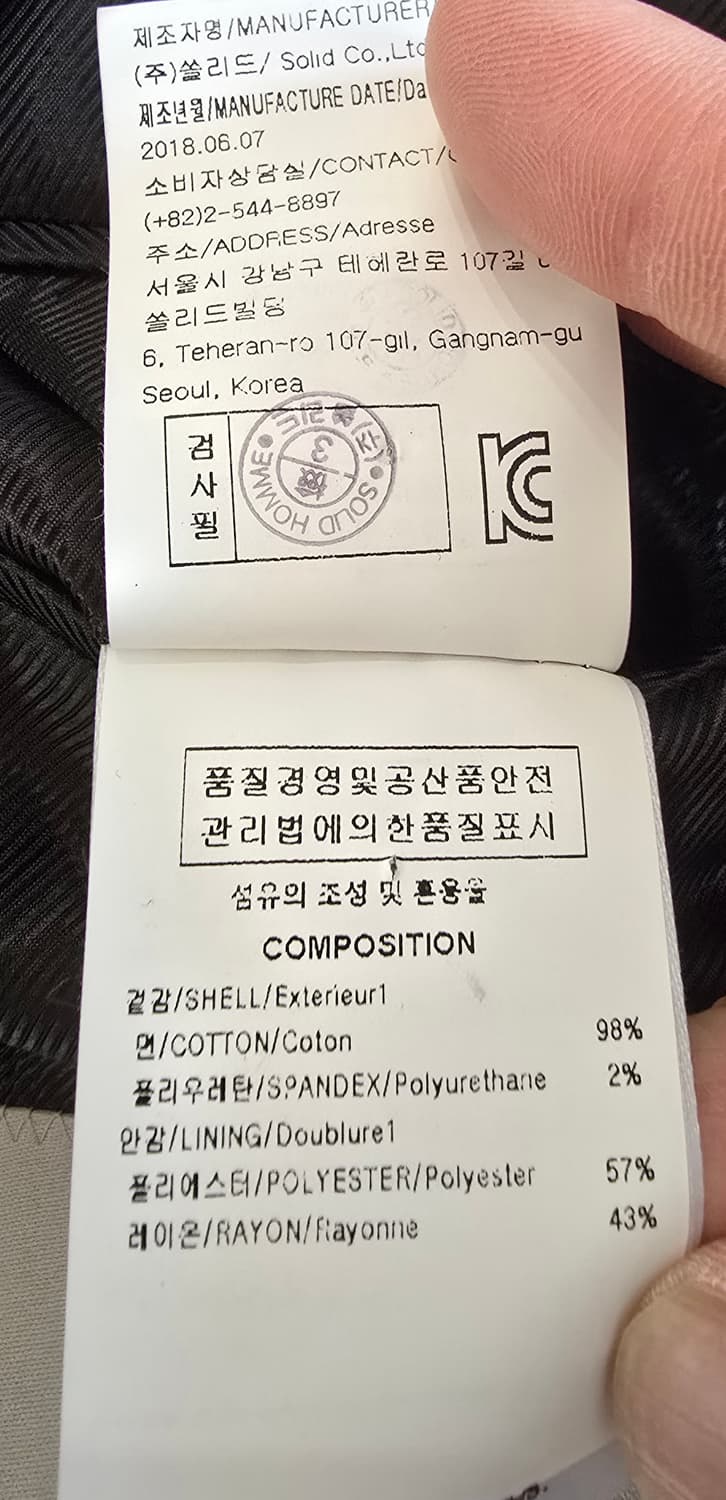 제조자명/MANUFACTURER
(주)쏠리드/ Solid Co.,Ltd
제조년월/MANUFACTURE DATE/Da
2018.06.07
소비자상담실/CONTACT/
(+82)2-544-8897
주소/ADDRESS/Adresse
서울시 강남구 테헤란로 107길
쏠리드빌딩
6, Teheran-ro 107-gil, Gangnam-gu
Seoul, Korea
검사필
(주)쏠리드
3
SOLID HOMME
품질경영및공산품안전
관리법에의한품질표시
섬유의 조성 및 혼용율
COMPOSITION
겉감/SHELL/Exterieur1
면/COTTON/Coton 98%
폴리우레탄/SPANDEX/Polyurethane 2%
안감/LINING/Doublure1
폴리에스터/POLYESTER/Polyester 57%
레이온/RAYON/Rayonne 43%